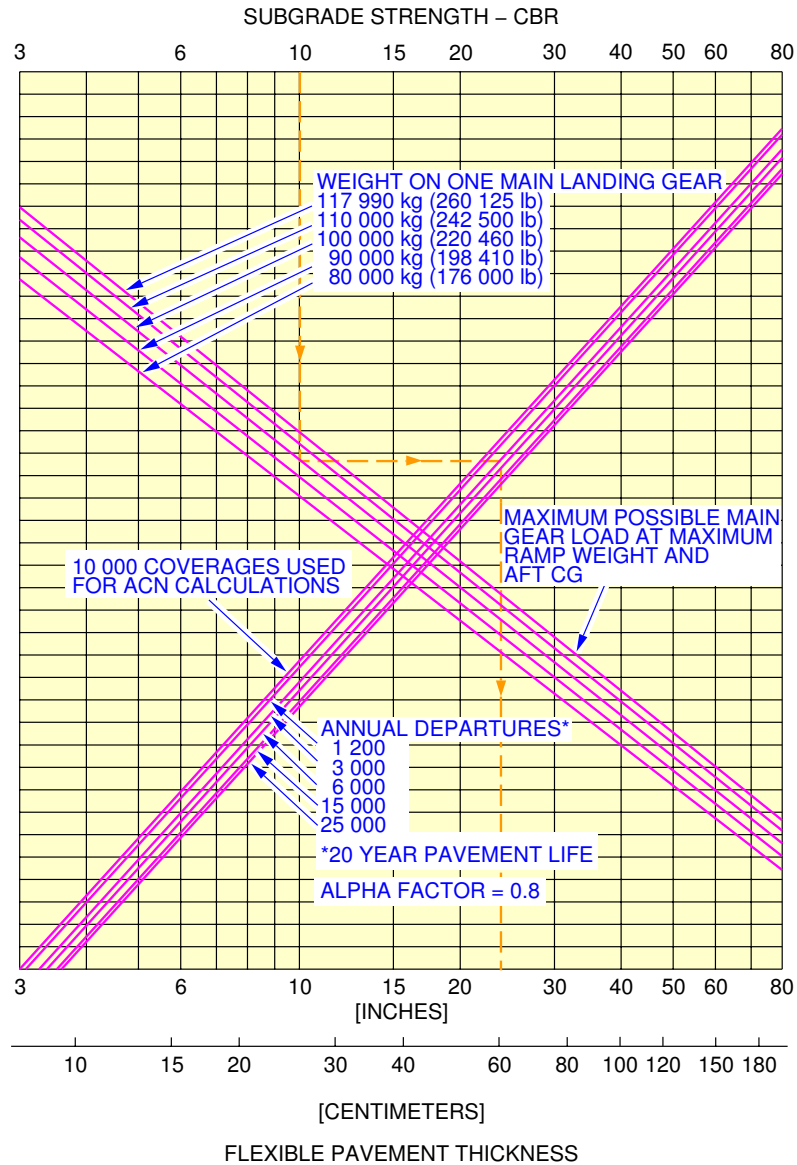 SUBGRADE STRENGTH – CBR
3 6 10 15 20 30 40 50 60 80
WEIGHT ON ONE MAIN LANDING GEAR
117 990 kg (260 125 lb)
110 000 kg (242 500 lb)
100 000 kg (220 460 lb)
90 000 kg (198 410 lb)
80 000 kg (176 000 lb)
MAXIMUM POSSIBLE MAIN
GEAR LOAD AT MAXIMUM
RAMP WEIGHT AND
AFT CG
10 000 COVERAGES USED
FOR ACN CALCULATIONS
ANNUAL DEPARTURES*
1 200
3 000
6 000
15 000
25 000
*20 YEAR PAVEMENT LIFE
ALPHA FACTOR = 0.8
3 6 10 15 20 30 40 50 60 80
[INCHES]
10 15 20 30 40 60 80 100 120 150 180
[CENTIMETERS]
FLEXIBLE PAVEMENT THICKNESS